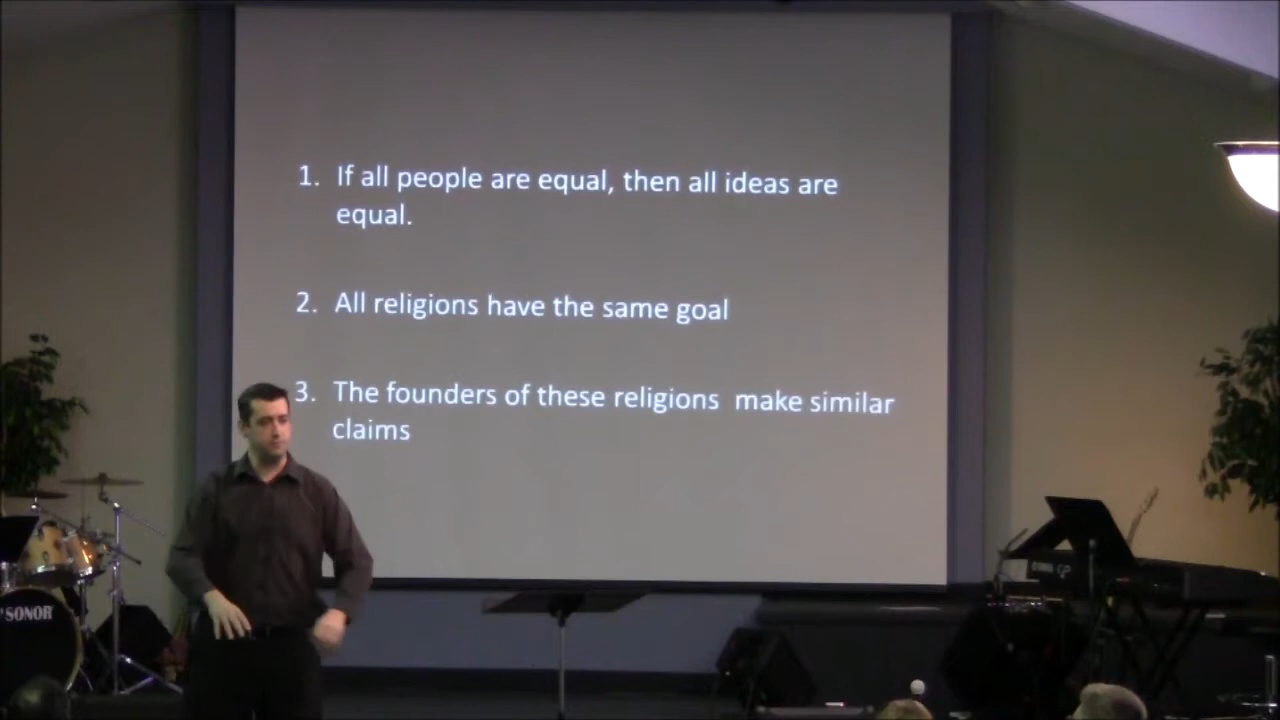 1. If all people are equal, then all ideas are
equal.
2. All religions have the same goal
3. The founders of these religions  make similar
claims
SONOR